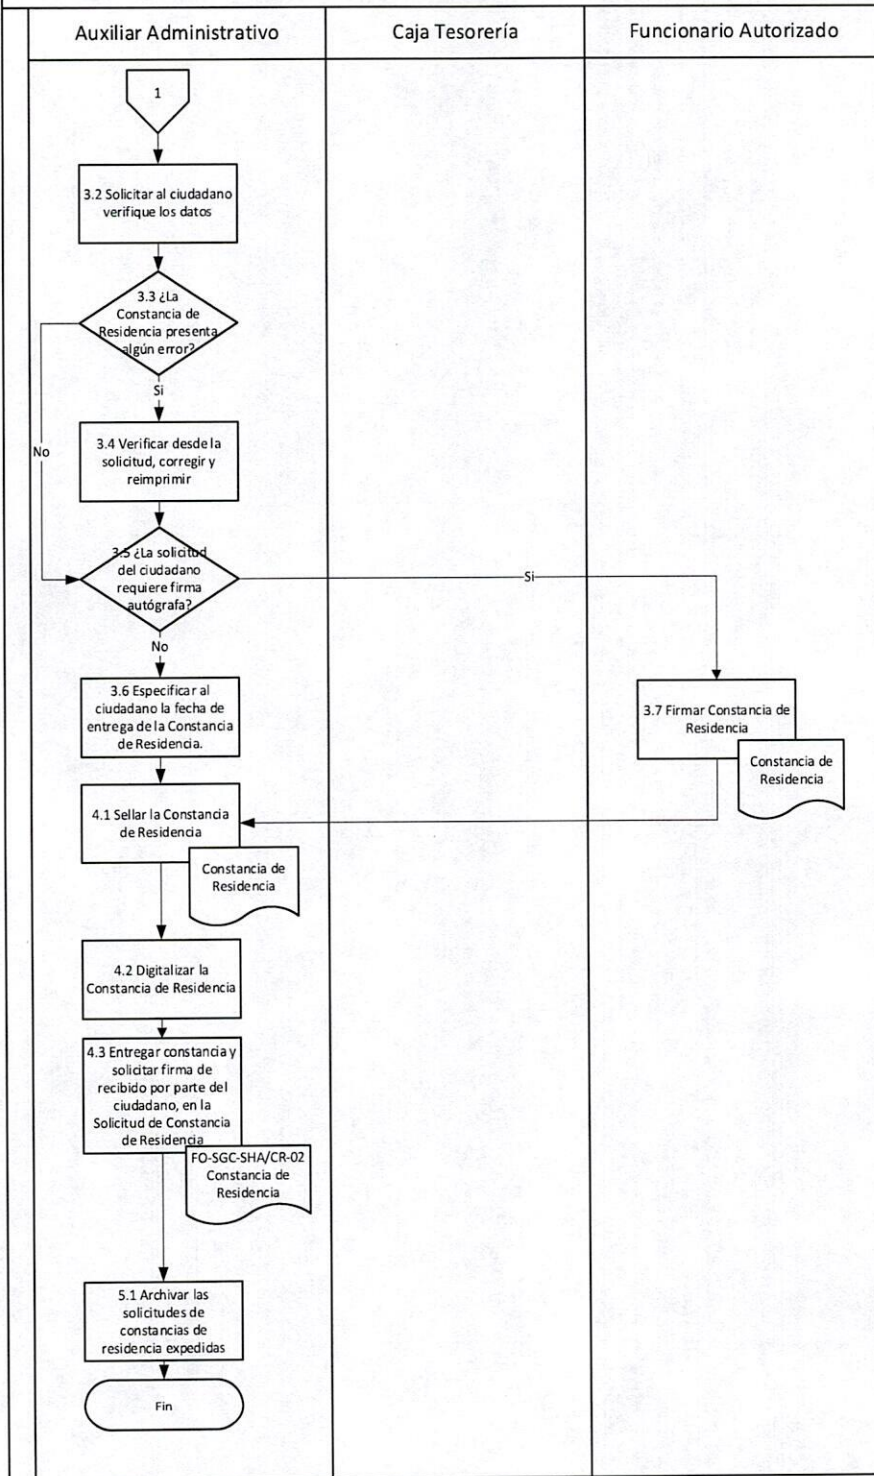 Auxiliar Administrativo
Caja Tesorería
Funcionario Autorizado
1
3.2 Solicitar al ciudadano
verifique los datos
3.3 ¿La
Constancia de
Residencia presenta
algún error?
Si
No
3.4 Verificar desde la
solicitud, corregir y
reimprimir
3.5 ¿La solicitud
del ciudadano
requiere firma
autógrafa?
Si
No
3.6 Especificar al
ciudadano la fecha de
entrega de la Constancia
de Residencia.
3.7 Firmar Constancia de
Residencia
Constancia de
Residencia
4.1 Sellar la Constancia
de Residencia
Constancia de
Residencia
4.2 Digitalizar la
Constancia de Residencia
4.3 Entregar constancia y
solicitar firma de
recibido por parte del
ciudadano, en la
Solicitud de Constancia
de Residencia
FO-SGC-SHA/CR-02
Constancia de
Residencia
5.1 Archivar las
solicitudes de
constancias de
residencia expedidas
Fin